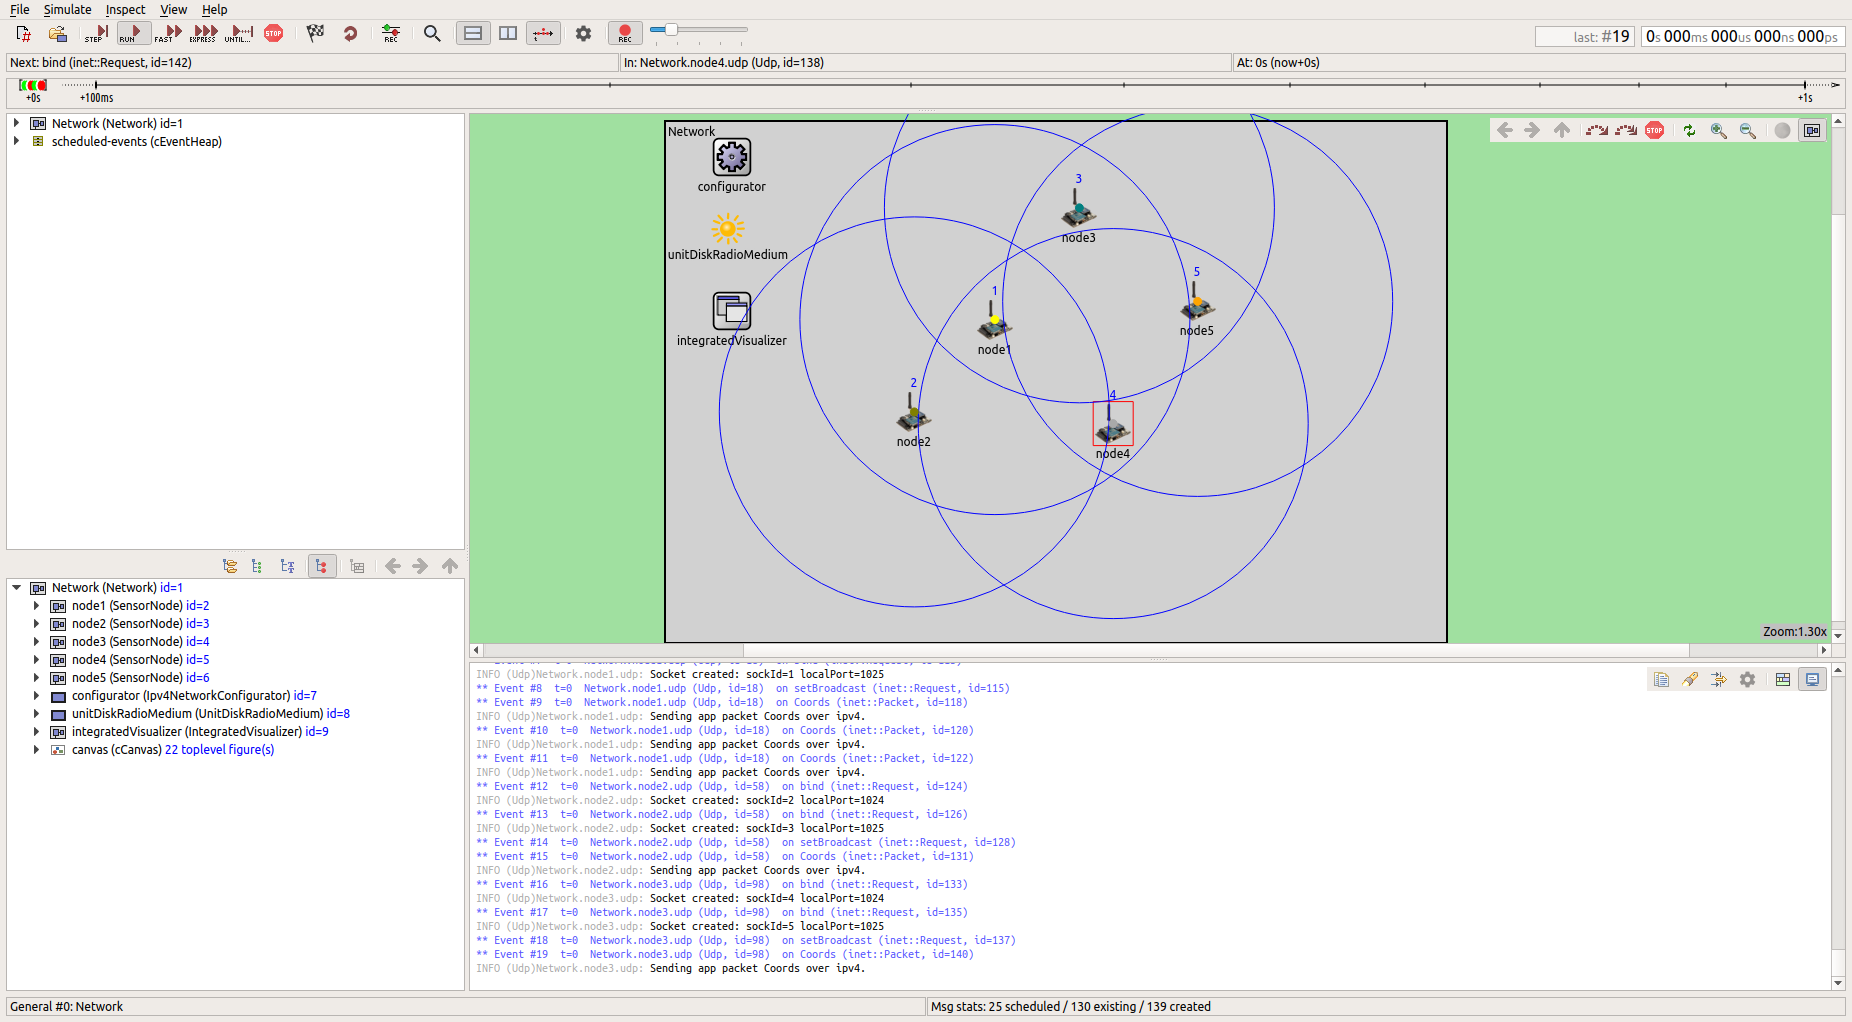 File Simulate Inspect View Help
STEP RUN FAST EXPRESS UNTIL... STOP REC REC
last: #19 0s 000ms 000us 000ns 000ps
Next: bind (inet::Request, id=142) In: Network.node4.udp (Udp, id=138) At: 0s (now+0s)
+0s +100ms +1s
Network (Network) id=1
scheduled-events (cEventHeap)
Network (Network) id=1
node1 (SensorNode) id=2
node2 (SensorNode) id=3
node3 (SensorNode) id=4
node4 (SensorNode) id=5
node5 (SensorNode) id=6
configurator (Ipv4NetworkConfigurator) id=7
unitDiskRadioMedium (UnitDiskRadioMedium) id=8
integratedVisualizer (IntegratedVisualizer) id=9
canvas (cCanvas) 22 toplevel figure(s)
Network
configurator
unitDiskRadioMedium
integratedVisualizer
3
node3
5
node5
1
node1
2
node2
4
node4
STOP
Zoom:1.30x
INFO (Udp)Network.node1.udp: Socket created: sockId=1 localPort=1025
** Event #8 t=0 Network.node1.udp (Udp, id=18) on setBroadcast (inet::Request, id=115)
** Event #9 t=0 Network.node1.udp (Udp, id=18) on Coords (inet::Packet, id=118)
INFO (Udp)Network.node1.udp: Sending app packet Coords over ipv4.
** Event #10 t=0 Network.node1.udp (Udp, id=18) on Coords (inet::Packet, id=120)
INFO (Udp)Network.node1.udp: Sending app packet Coords over ipv4.
** Event #11 t=0 Network.node1.udp (Udp, id=18) on Coords (inet::Packet, id=122)
INFO (Udp)Network.node1.udp: Sending app packet Coords over ipv4.
** Event #12 t=0 Network.node2.udp (Udp, id=58) on bind (inet::Request, id=124)
INFO (Udp)Network.node2.udp: Socket created: sockId=2 localPort=1024
** Event #13 t=0 Network.node2.udp (Udp, id=58) on bind (inet::Request, id=126)
INFO (Udp)Network.node2.udp: Socket created: sockId=3 localPort=1025
** Event #14 t=0 Network.node2.udp (Udp, id=58) on setBroadcast (inet::Request, id=128)
** Event #15 t=0 Network.node2.udp (Udp, id=58) on Coords (inet::Packet, id=131)
INFO (Udp)Network.node2.udp: Sending app packet Coords over ipv4.
** Event #16 t=0 Network.node3.udp (Udp, id=98) on bind (inet::Request, id=133)
INFO (Udp)Network.node3.udp: Socket created: sockId=4 localPort=1024
** Event #17 t=0 Network.node3.udp (Udp, id=98) on bind (inet::Request, id=135)
INFO (Udp)Network.node3.udp: Socket created: sockId=5 localPort=1025
** Event #18 t=0 Network.node3.udp (Udp, id=98) on setBroadcast (inet::Request, id=137)
** Event #19 t=0 Network.node3.udp (Udp, id=98) on Coords (inet::Packet, id=140)
INFO (Udp)Network.node3.udp: Sending app packet Coords over ipv4.
General #0: Network Msg stats: 25 scheduled / 130 existing / 139 created